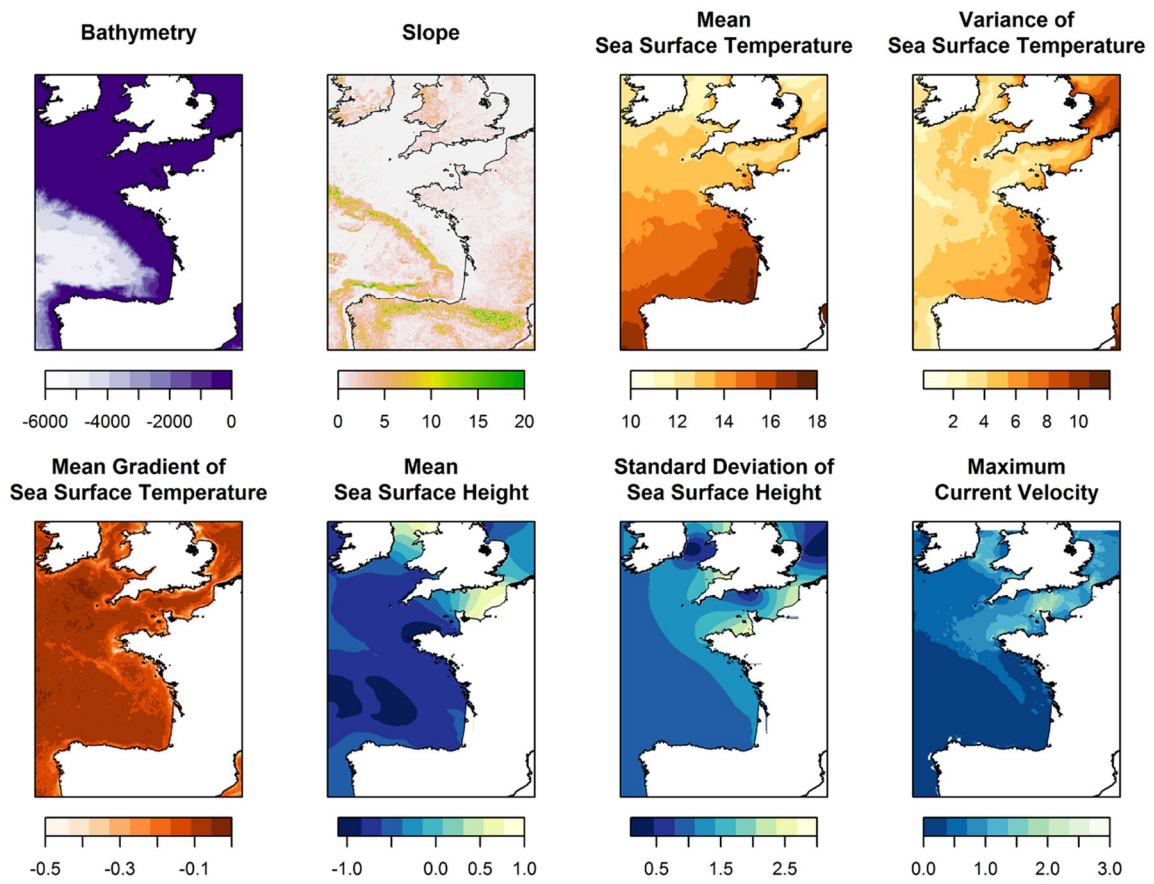 Bathymetry
Slope
Mean
Sea Surface Temperature
Variance of
Sea Surface Temperature
-6000 -4000 -2000 0
0 5 10 15 20
10 12 14 16 18
2 4 6 8 10
Mean Gradient of
Sea Surface Temperature
Mean
Sea Surface Height
Standard Deviation of
Sea Surface Height
Maximum
Current Velocity
-0.5 -0.3 -0.1
-1.0 0.0 0.5 1.0
0.5 1.5 2.5
0.0 1.0 2.0 3.0